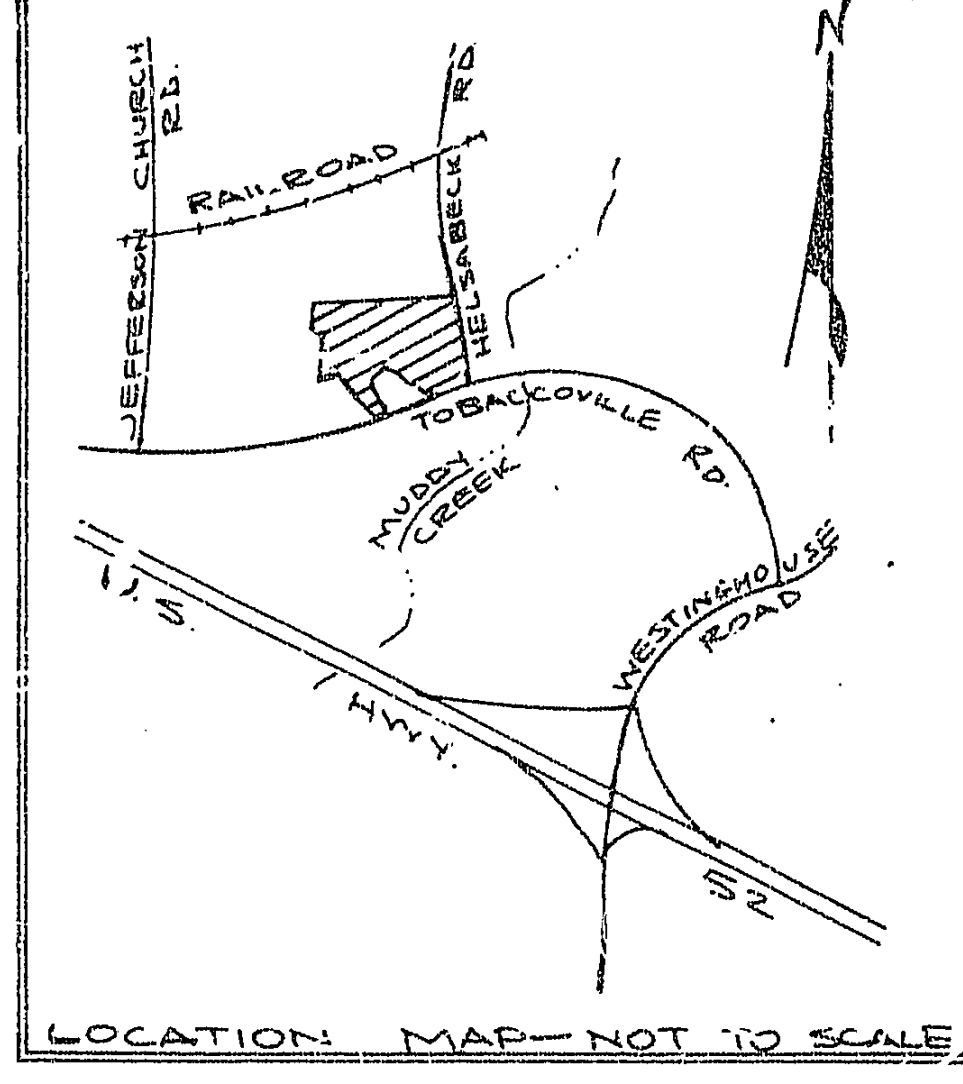 N
JEFFERSON CHURCH
RD.
RAILROAD
HELSABECK RD
TOBACCOVILLE RD.
MUDDY
CREEK
WESTINGHOUSE
ROAD
U.S. HWY. 52
LOCATION MAP-NOT TO SCALE